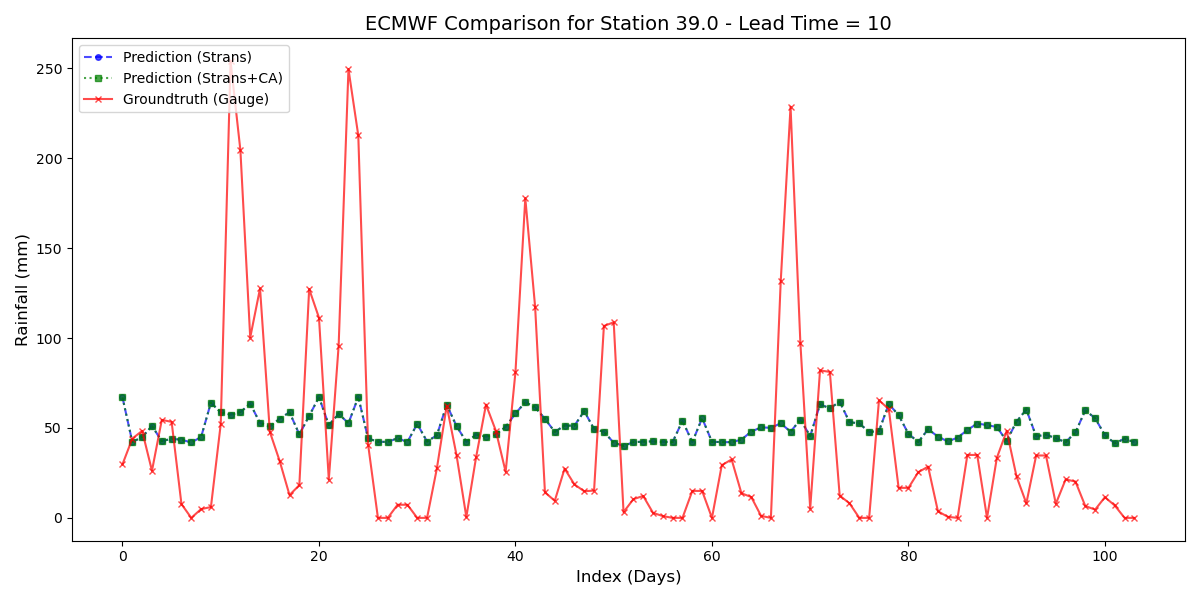 ECMWF Comparison for Station 39.0 - Lead Time = 10
Prediction (Strans)
Prediction (Strans+CA)
Groundtruth (Gauge)
Rainfall (mm)
250
200
150
100
50
0
0 20 40 60 80 100
Index (Days)